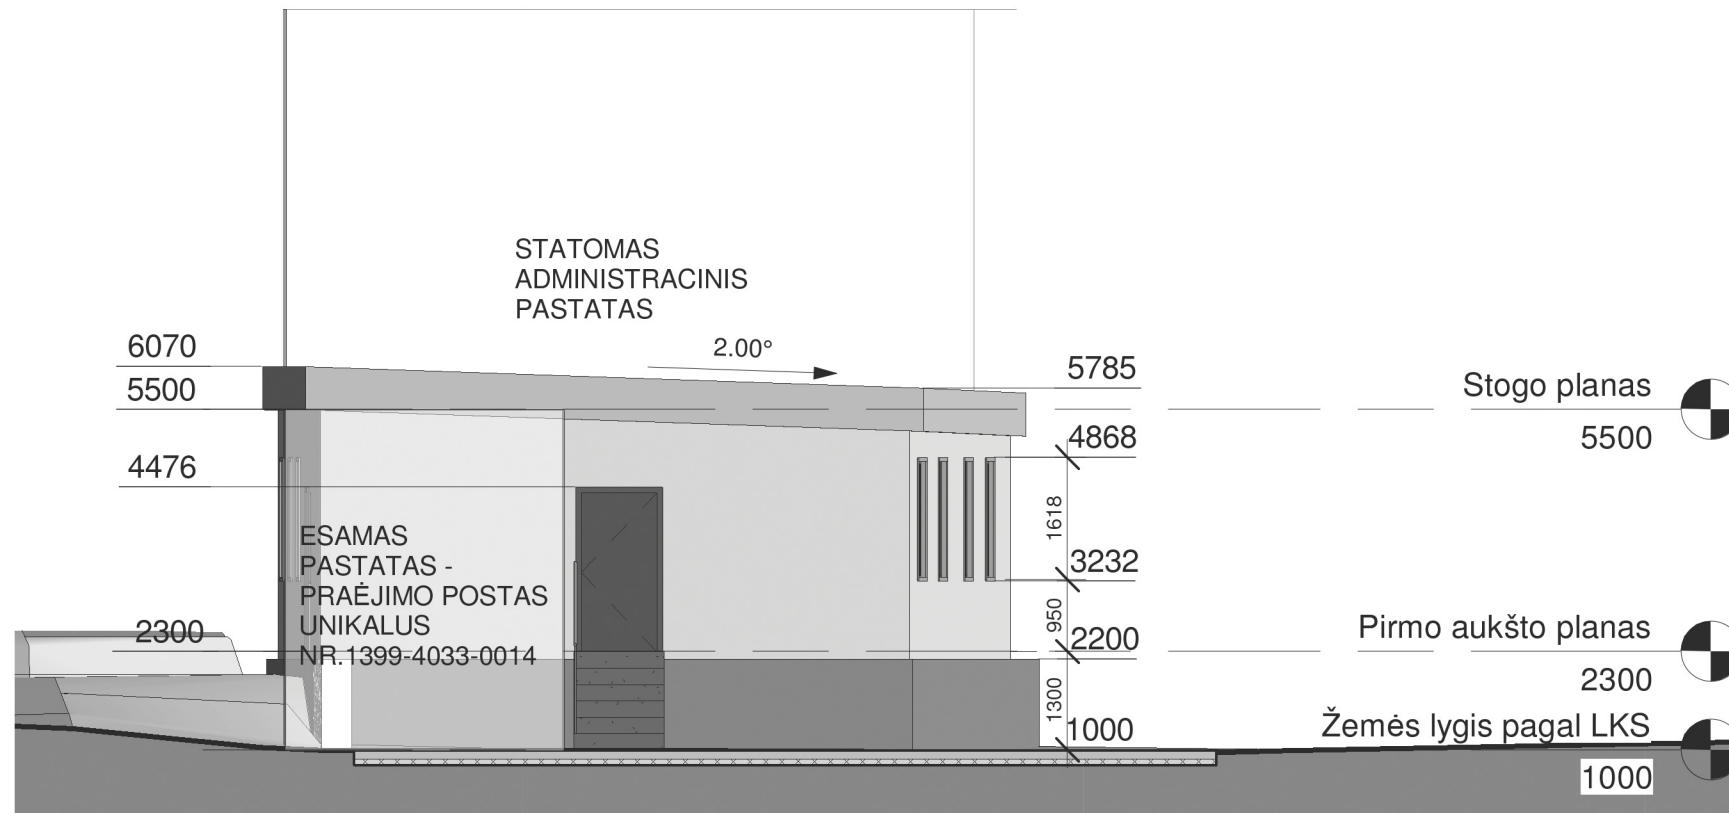 STATOMAS
ADMINISTRACINIS
PASTATAS
6070
2.00°
5785
5500
Stogo planas
5500
4868
4476
1618
ESAMAS
PASTATAS -
PRAĖJIMO POSTAS
UNIKALUS
NR.1399-4033-0014
3232
950
2300
2200
Pirmo aukšto planas
2300
1300
1000
Žemės lygis pagal LKS
1000